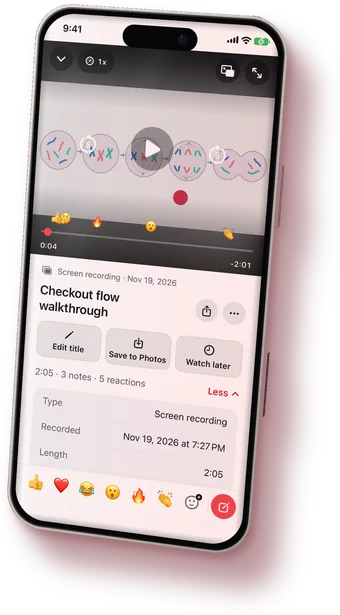 9:41
1x
0:04
-2:01
Screen recording · Nov 19, 2026
Checkout flow
walkthrough
Edit title
Save to Photos
Watch later
2:05 · 3 notes · 5 reactions
Less
Type
Screen recording
Recorded
Nov 19, 2026 at 7:27 PM
Length
2:05